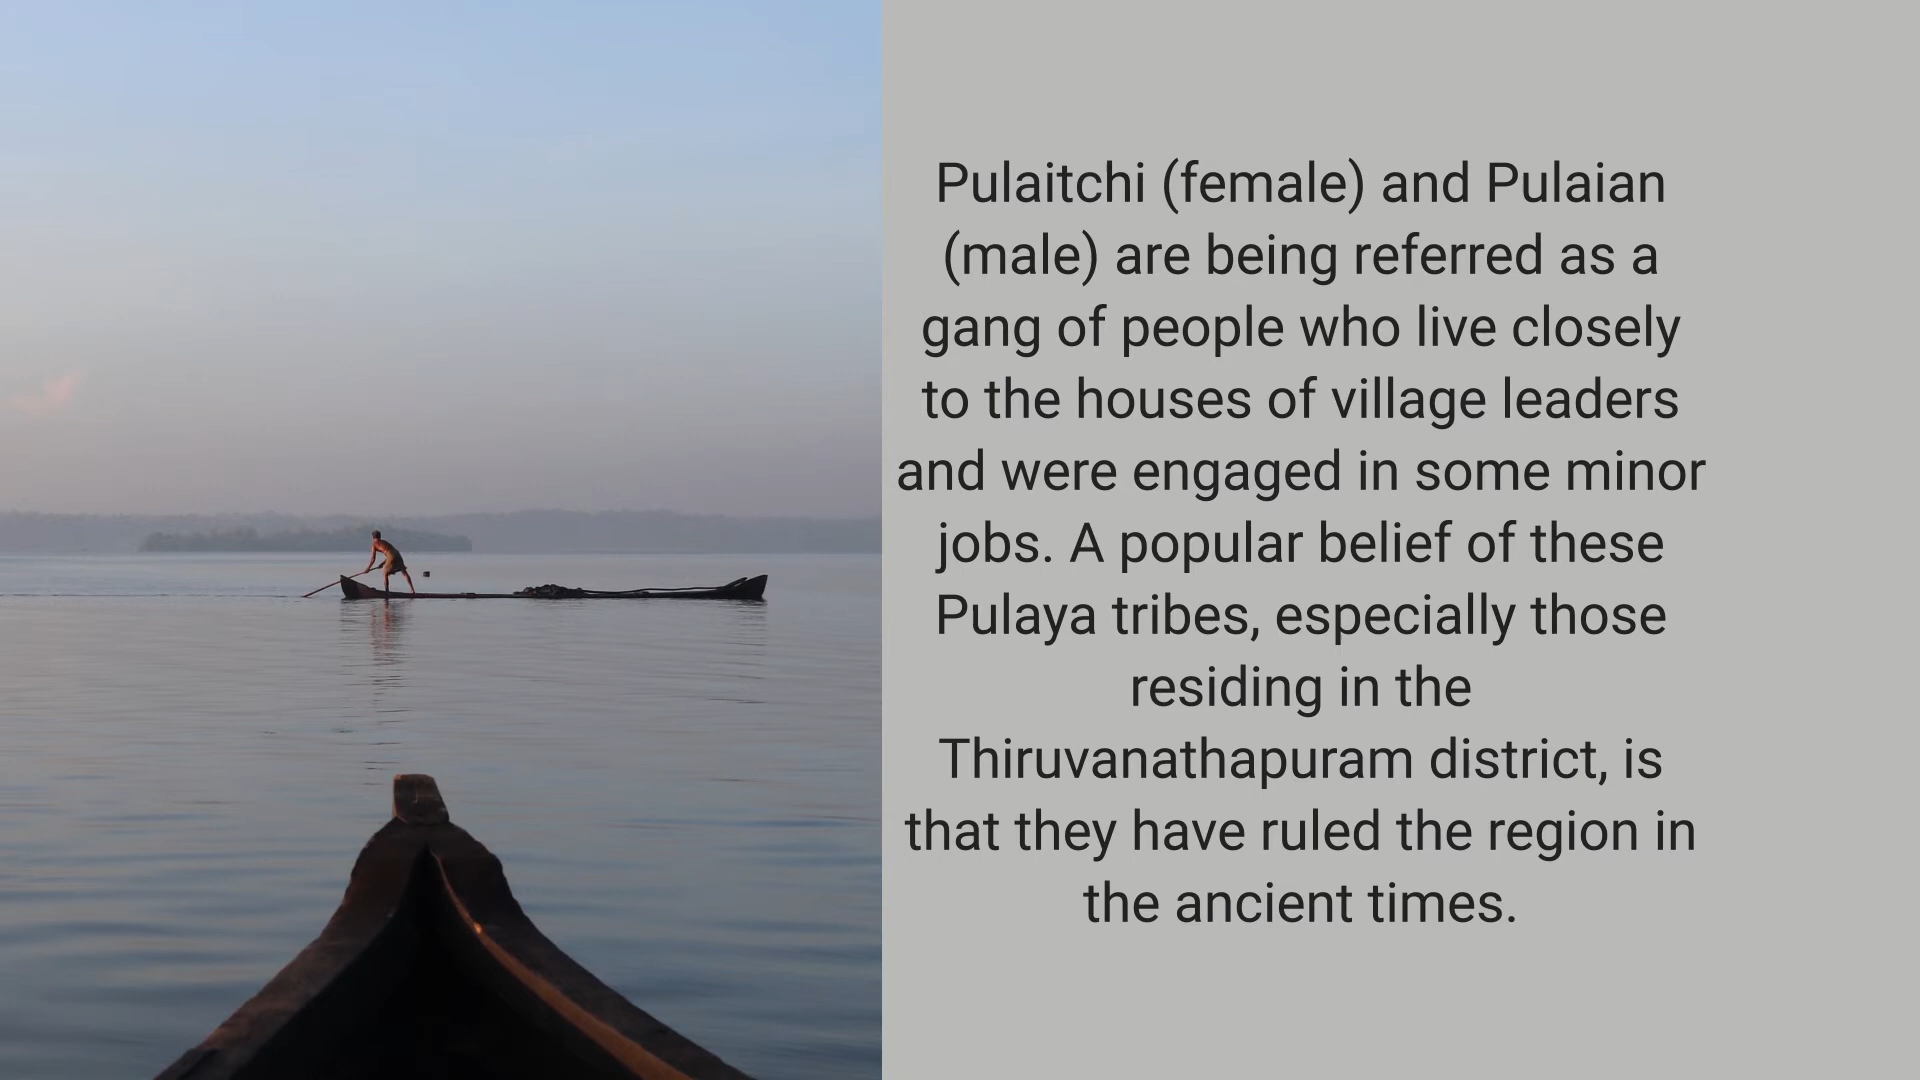 Pulaitchi (female) and Pulaian
(male) are being referred as a
gang of people who live closely
to the houses of village leaders
and were engaged in some minor
jobs. A popular belief of these
Pulaya tribes, especially those
residing in the
Thiruvanathapuram district, is
that they have ruled the region in
the ancient times.